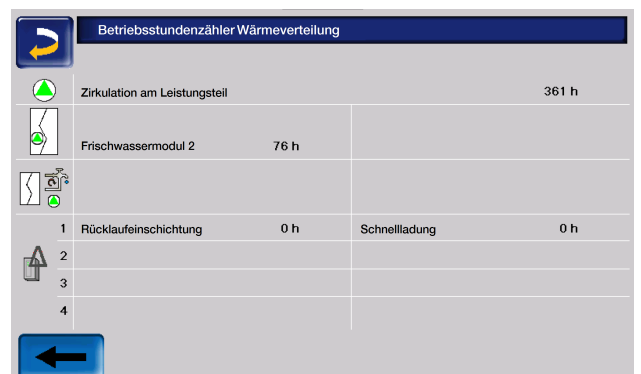 Betriebsstundenzähler Wärmeverteilung
Zirkulation am Leistungsteil 361 h
Frischwassermodul 2 76 h
1 Rücklaufeinschichtung 0 h Schnellladung 0 h
2
3
4